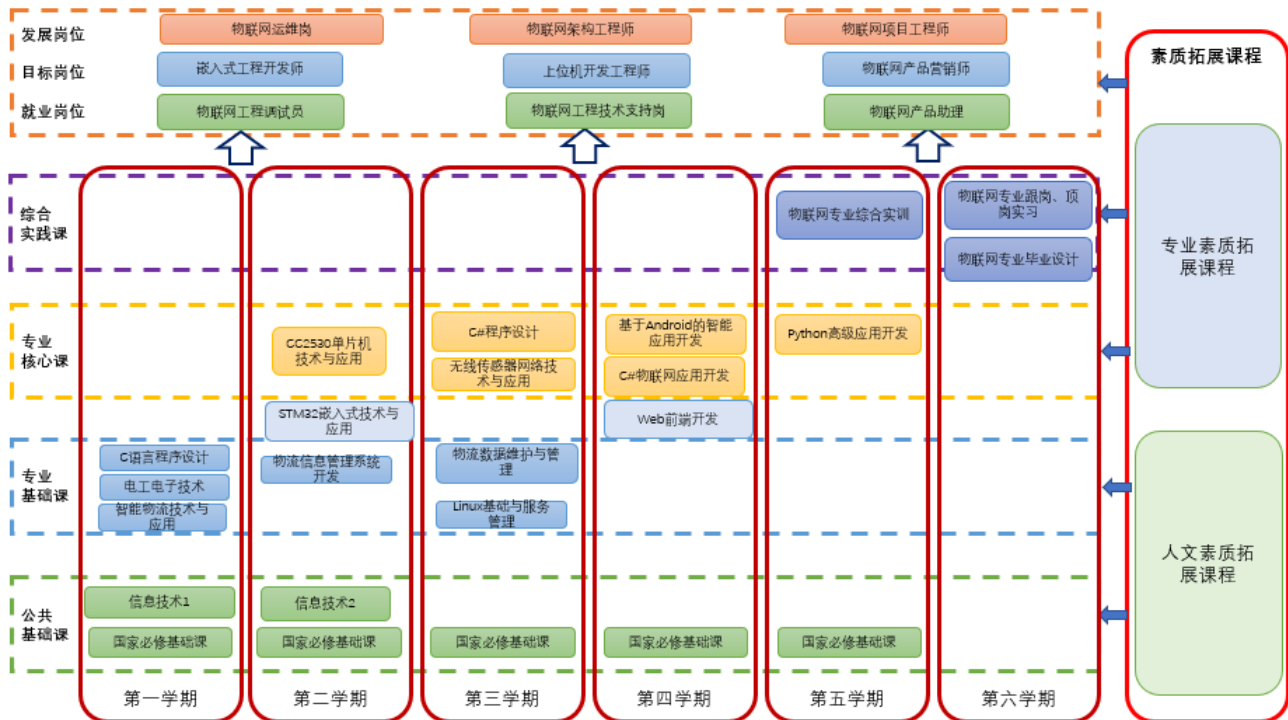 发展岗位
物联网运维岗
物联网架构工程师
物联网项目工程师
目标岗位
嵌入式工程开发师
上位机开发工程师
物联网产品营销师
就业岗位
物联网工程调试员
物联网工程技术支持岗
物联网产品助理
综合
实践课
物联网专业综合实训
物联网专业跟岗、顶
岗实习
物联网专业毕业设计
专业
核心课
CC2530单片机
技术与应用
C#程序设计
无线传感器网络技
术与应用
基于Android的智能
应用开发
C#物联网应用开发
Python高级应用开发
STM32嵌入式技术与
应用
Web前端开发
专业
基础课
C语言程序设计
电工电子技术
智能物流技术与
应用
物流信息管理系统
开发
物流数据维护与管
理
Linux基础与服务
管理
公共
基础课
信息技术1
信息技术2
国家必修基础课
国家必修基础课
国家必修基础课
国家必修基础课
国家必修基础课
第一学期
第二学期
第三学期
第四学期
第五学期
第六学期
素质拓展课程
专业素质拓
展课程
人文素质拓
展课程